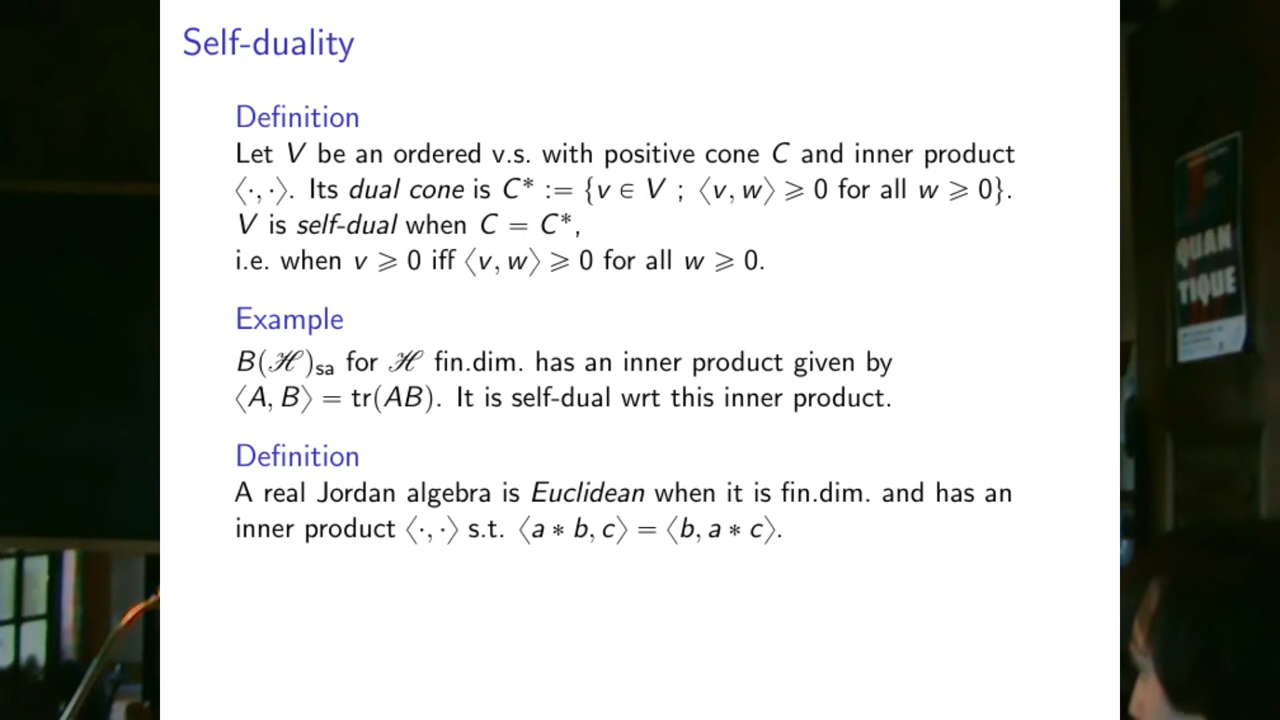 Self-duality
Definition
Let V be an ordered v.s. with positive cone C and inner product
⟨·, ·⟩. Its dual cone is C* := {v ∈ V ; ⟨v, w⟩ ⩾ 0 for all w ⩾ 0}.
V is self-dual when C = C*,
i.e. when v ⩾ 0 iff ⟨v, w⟩ ⩾ 0 for all w ⩾ 0.
Example
B(ℋ)sa for ℋ fin.dim. has an inner product given by
⟨A, B⟩ = tr(AB). It is self-dual wrt this inner product.
Definition
A real Jordan algebra is Euclidean when it is fin.dim. and has an
inner product ⟨·, ·⟩ s.t. ⟨a ∗ b, c⟩ = ⟨b, a ∗ c⟩.
QUAN
TIQUE